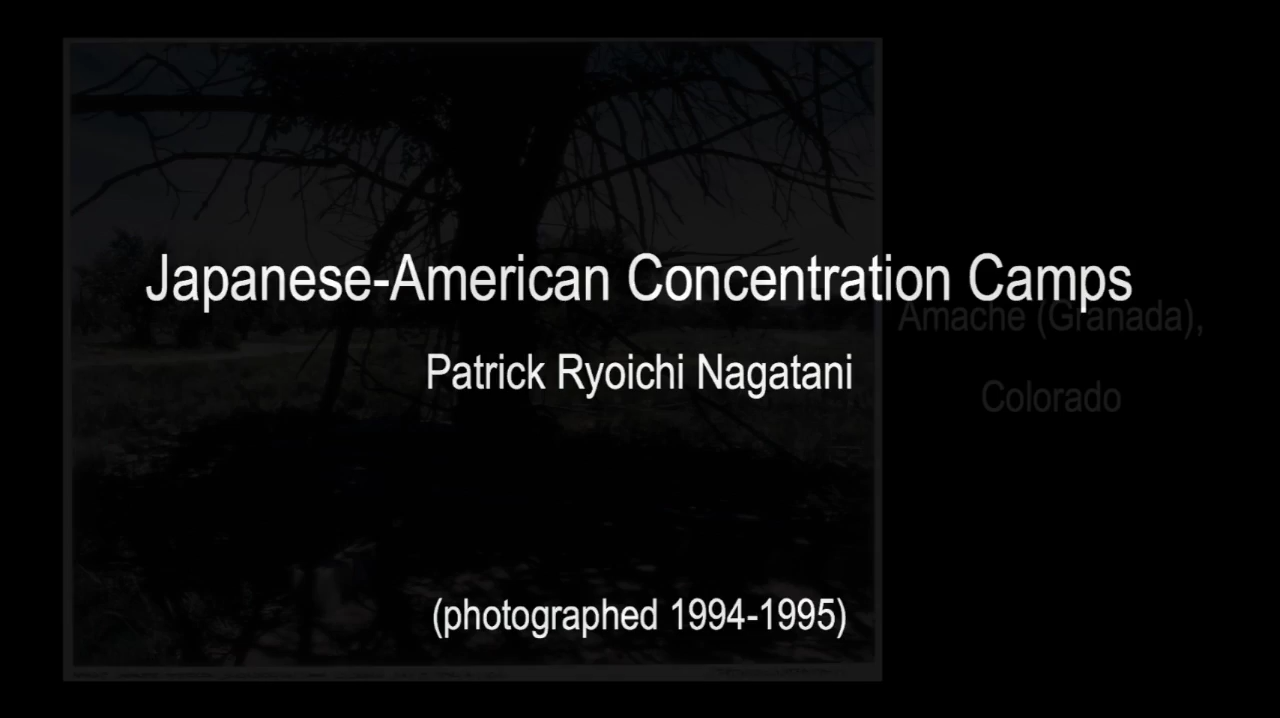 Japanese-American Concentration Camps
Patrick Ryoichi Nagatani
(photographed 1994-1995)
Amache (Granada),
Colorado